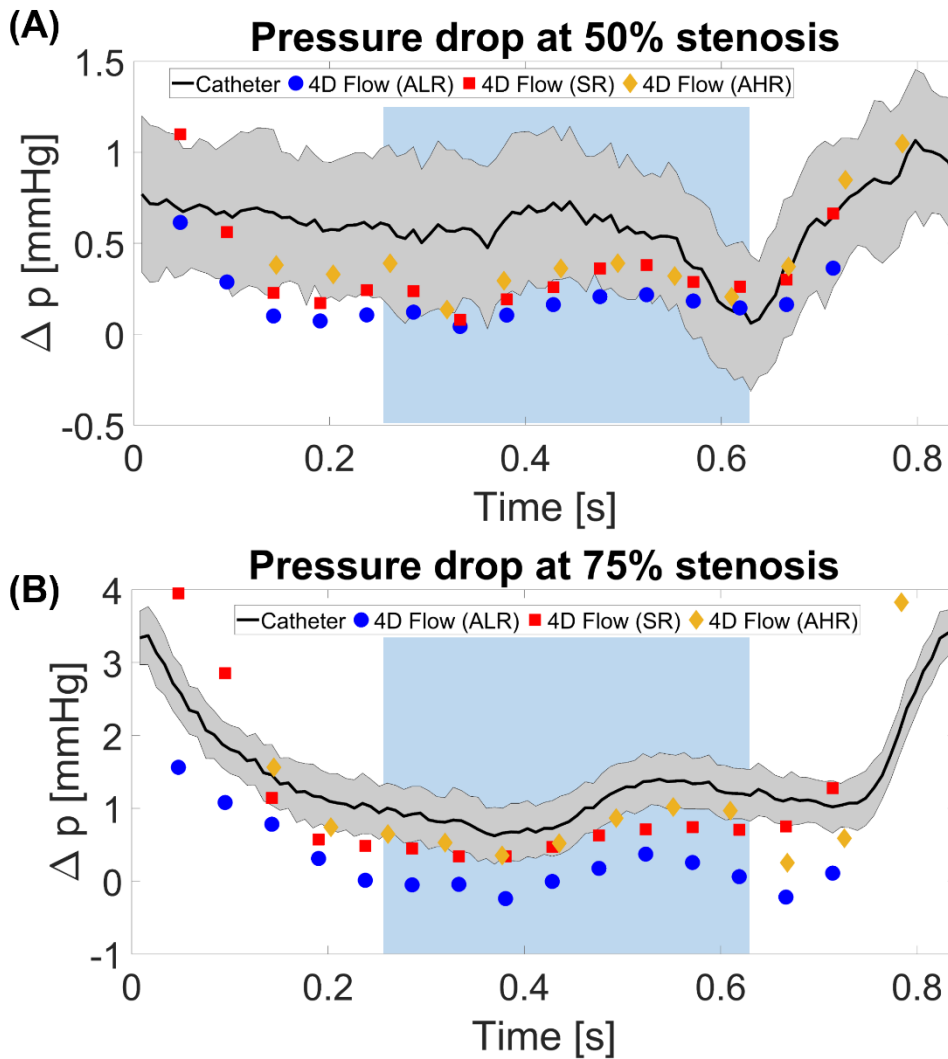 (A)
Pressure drop at 50% stenosis
1.5
Catheter 4D Flow (ALR) 4D Flow (SR) 4D Flow (AHR)
1
0.5
0
-0.5
Δ p [mmHg]
0 0.2 0.4 0.6 0.8
Time [s]
(B)
Pressure drop at 75% stenosis
4
Catheter 4D Flow (ALR) 4D Flow (SR) 4D Flow (AHR)
3
2
1
0
-1
Δ p [mmHg]
0 0.2 0.4 0.6 0.8
Time [s]